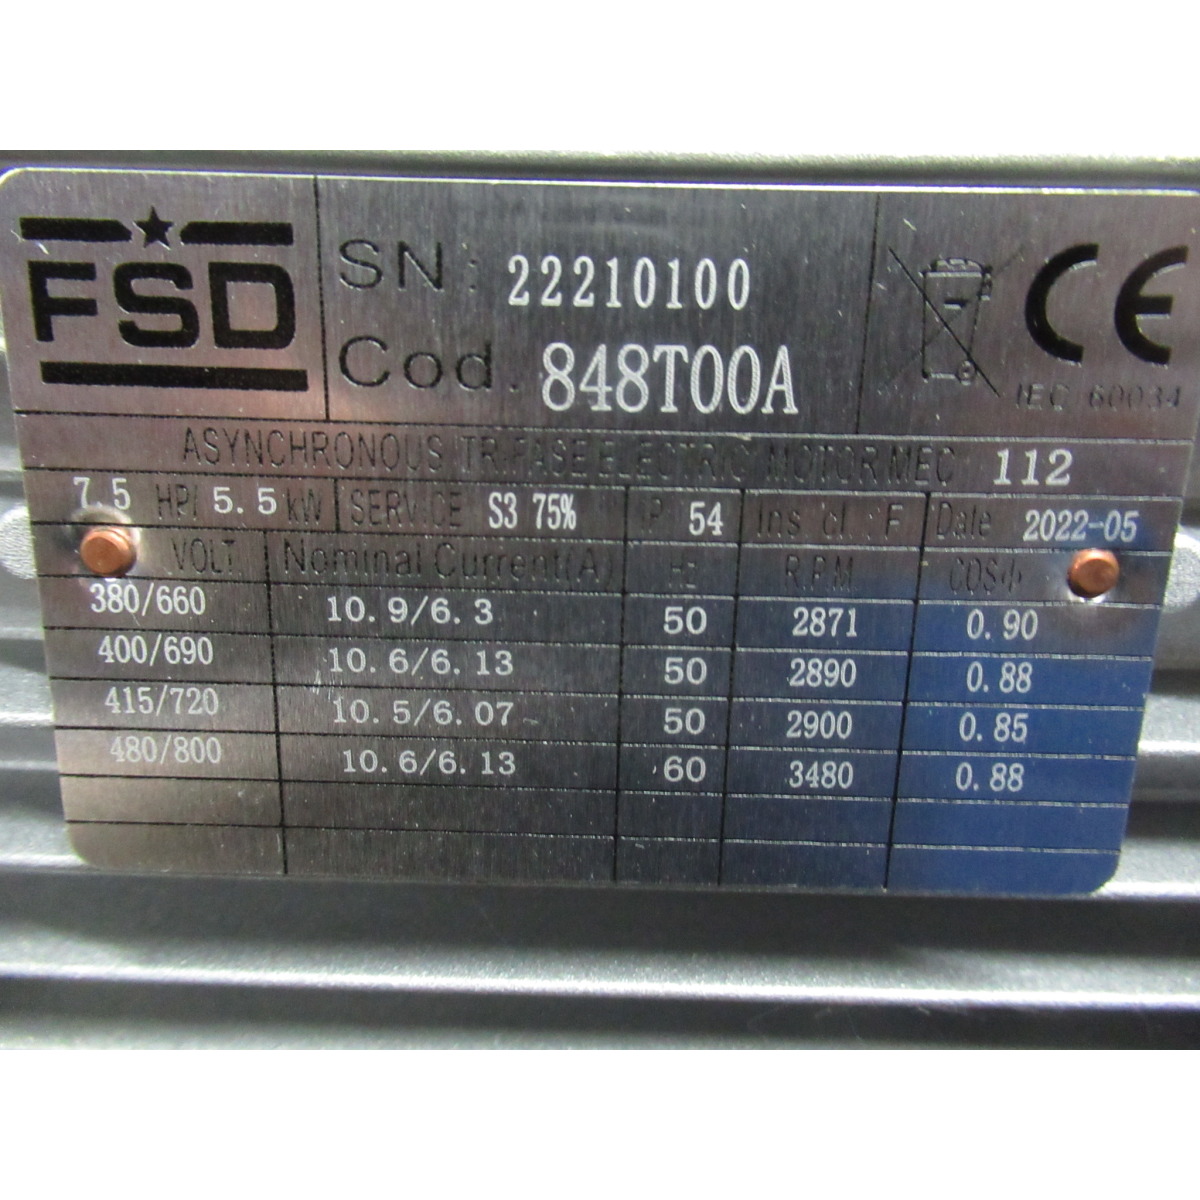 FSD
SN: 22210100
Cod. 848T00A
CE
IEC 60034
ASYNCHRONOUS TRIFASE ELECTRIC MOTOR MEC 112
7.5 HP/ 5.5 kW SERVICE S3 75% IP 54 Ins cl. : F Date 2022-05
VOLT Nominal Current(A) Hz R.P.M COSϕ
380/660 10.9/6.3 50 2871 0.90
400/690 10.6/6.13 50 2890 0.88
415/720 10.5/6.07 50 2900 0.85
480/800 10.6/6.13 60 3480 0.88